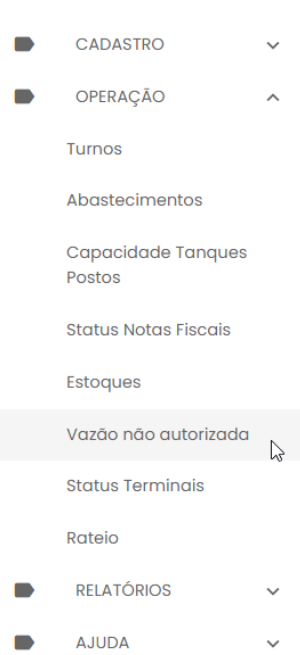 CADASTRO
OPERAÇÃO
Turnos
Abastecimentos
Capacidade Tanques
Postos
Status Notas Fiscais
Estoques
Vazão não autorizada
Status Terminais
Rateio
RELATÓRIOS
AJUDA